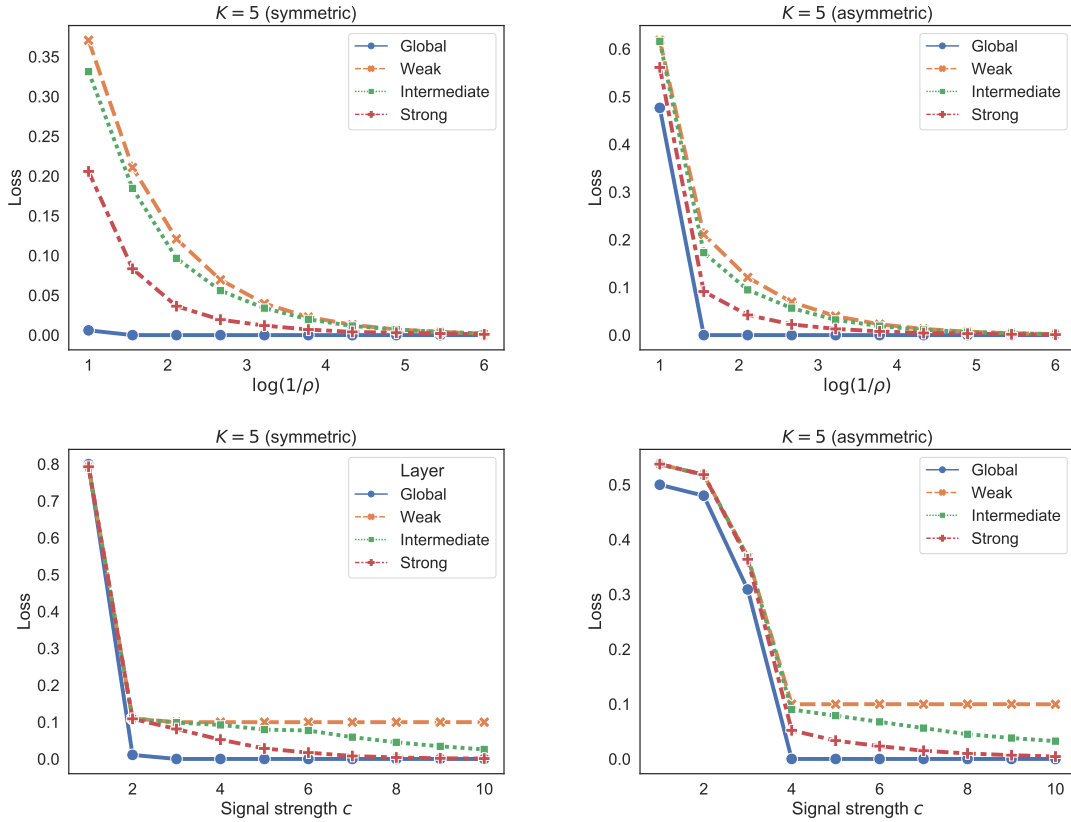 K = 5 (symmetric)
Loss
0.35
0.30
0.25
0.20
0.15
0.10
0.05
0.00
Global
Weak
Intermediate
Strong
1 2 3 4 5 6
log(1/ρ)
K = 5 (asymmetric)
Loss
0.6
0.5
0.4
0.3
0.2
0.1
0.0
Global
Weak
Intermediate
Strong
1 2 3 4 5 6
log(1/ρ)
K = 5 (symmetric)
Loss
0.8
0.7
0.6
0.5
0.4
0.3
0.2
0.1
0.0
Layer
Global
Weak
Intermediate
Strong
2 4 6 8 10
Signal strength c
K = 5 (asymmetric)
Loss
0.5
0.4
0.3
0.2
0.1
0.0
Global
Weak
Intermediate
Strong
2 4 6 8 10
Signal strength c